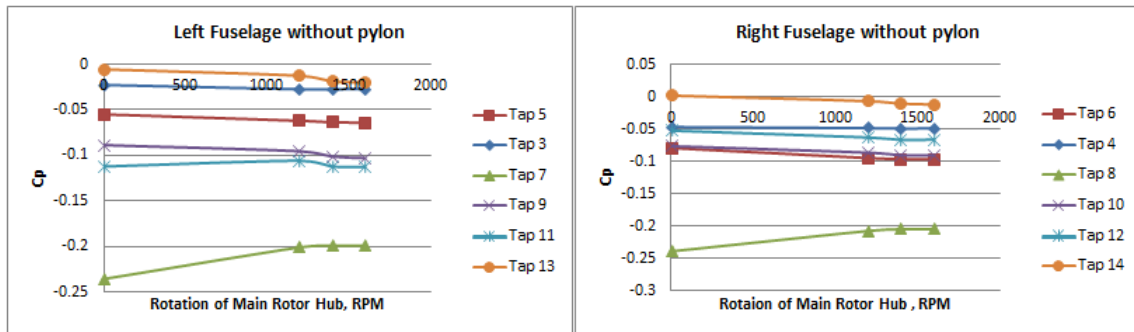 Left Fuselage without pylon
0
0 500 1000 1500 2000
-0.05
-0.1
-0.15
-0.2
-0.25
Cp
Rotation of Main Rotor Hub, RPM
Tap 5
Tap 3
Tap 7
Tap 9
Tap 11
Tap 13
Right Fuselage without pylon
0.05
0
0 500 1000 1500 2000
-0.05
-0.1
-0.15
-0.2
-0.25
-0.3
Cp
Rotaion of Main Rotor Hub , RPM
Tap 6
Tap 4
Tap 8
Tap 10
Tap 12
Tap 14